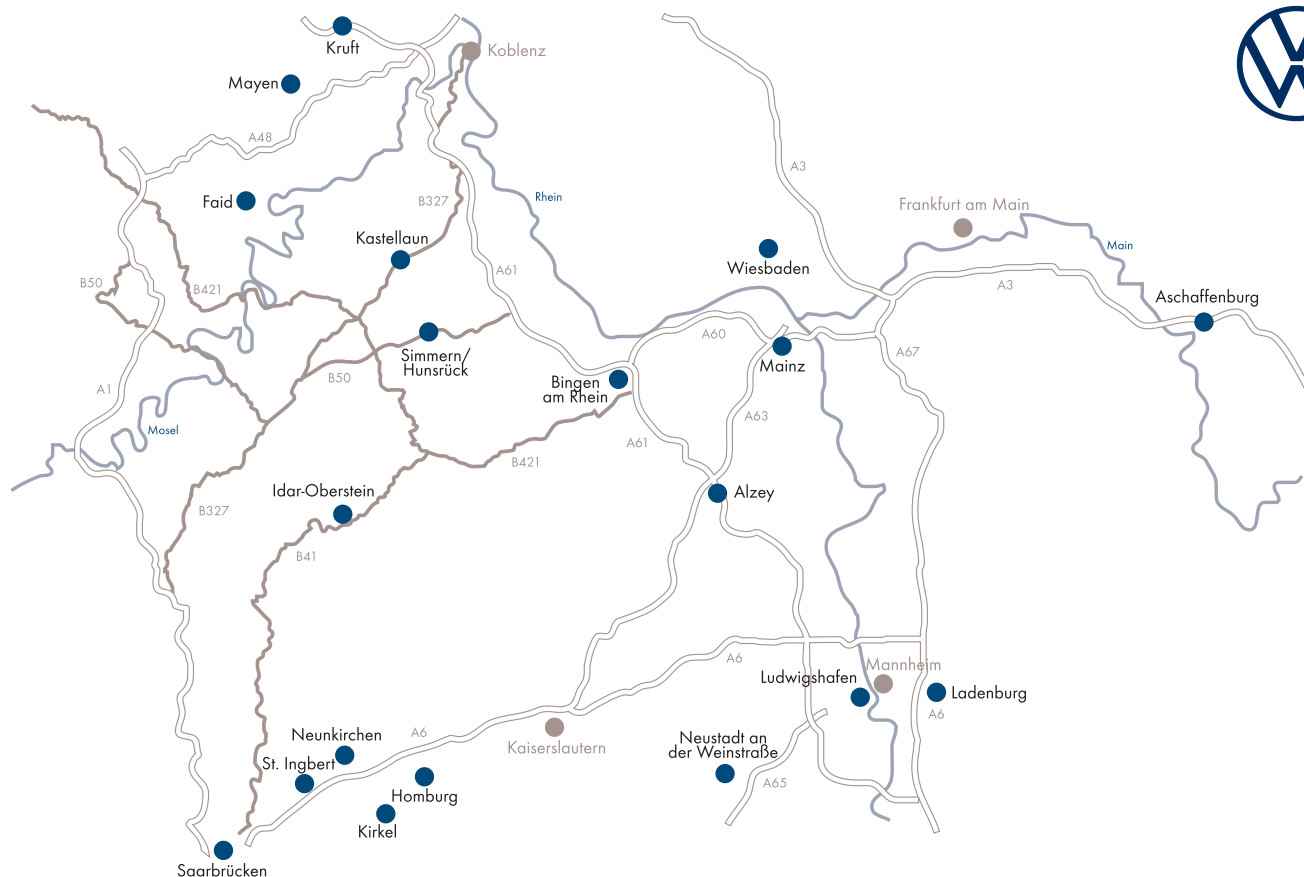 Kruft
Koblenz
Mayen
A48
A3
Faid
B327
Rhein
Frankfurt am Main
Kastellaun
Main
Wiesbaden
A61
B50
B421
A3
Aschaffenburg
A60
Simmern/
Hunsrück
Mainz
A67
B50
Bingen
am Rhein
A1
A63
Mosel
A61
B421
Idar-Oberstein
Alzey
B327
B41
A6
Mannheim
Ludwigshafen
Ladenburg
A6
Neunkirchen
A6
Kaiserslautern
Neustadt an
der Weinstraße
St. Ingbert
A65
Homburg
Kirkel
Saarbrücken